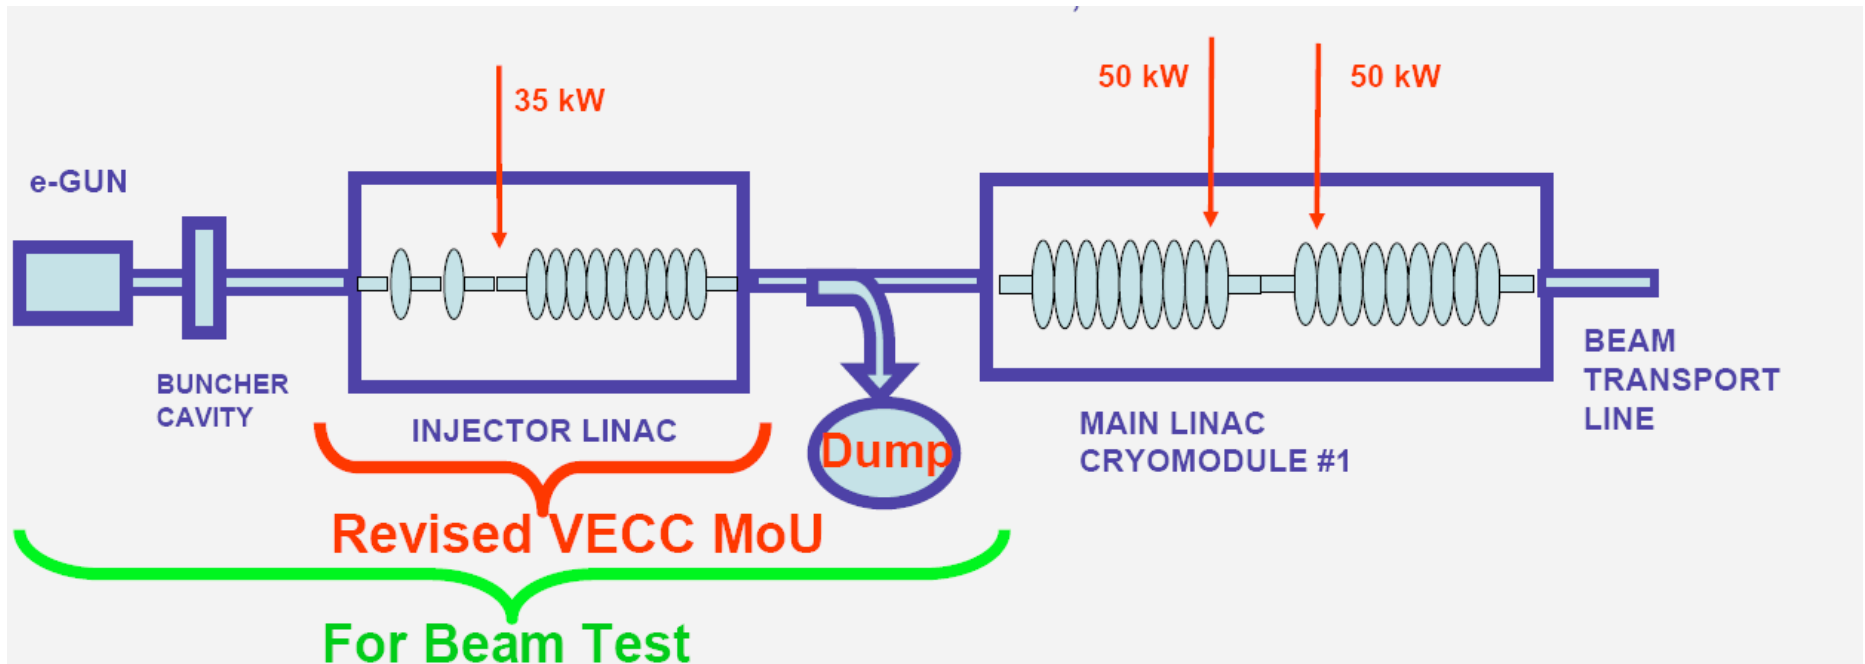 35 kW
50 kW
50 kW
e-GUN
BUNCHER
CAVITY
INJECTOR LINAC
Dump
MAIN LINAC
CRYOMODULE #1
BEAM
TRANSPORT
LINE
Revised VECC MoU
For Beam Test